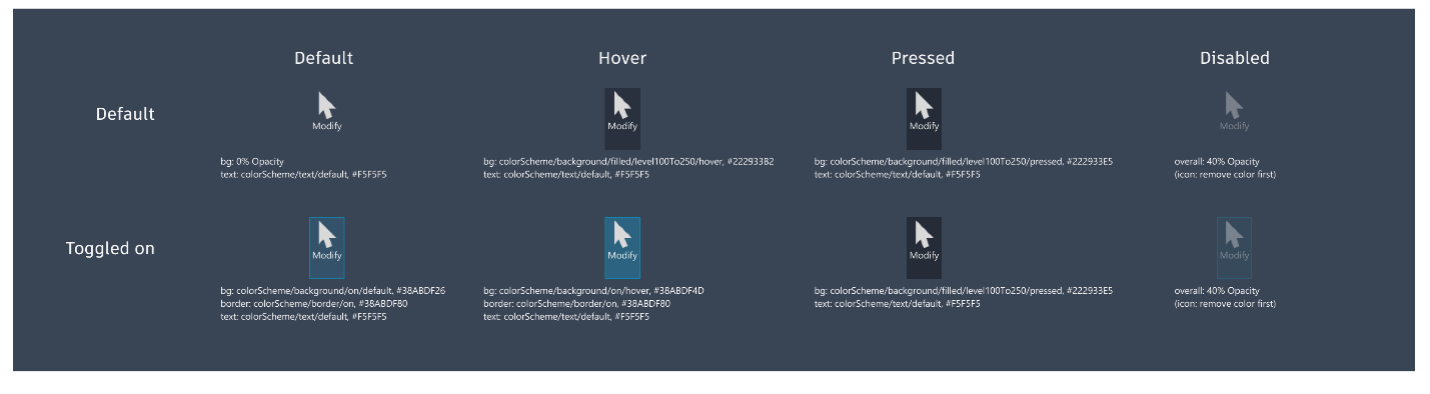 Default Hover Pressed Disabled
Default
Modify Modify Modify Modify
bg: 0% Opacity
text: colorScheme/text/default, #F5F5F5
bg: colorScheme/background/filled/level100To250/hover, #222933B2
text: colorScheme/text/default, #F5F5F5
bg: colorScheme/background/filled/level100To250/pressed, #222933E5
text: colorScheme/text/default, #F5F5F5
overall: 40% Opacity
(icon: remove color first)
Toggled on
Modify Modify Modify Modify
bg: colorScheme/background/on/default, #38ABDF26
border: colorScheme/border/on, #38ABDF80
text: colorScheme/text/default, #F5F5F5
bg: colorScheme/background/on/hover, #38ABDF4D
border: colorScheme/border/on, #38ABDF80
text: colorScheme/text/default, #F5F5F5
bg: colorScheme/background/filled/level100To250/pressed, #222933E5
text: colorScheme/text/default, #F5F5F5
overall: 40% Opacity
(icon: remove color first)